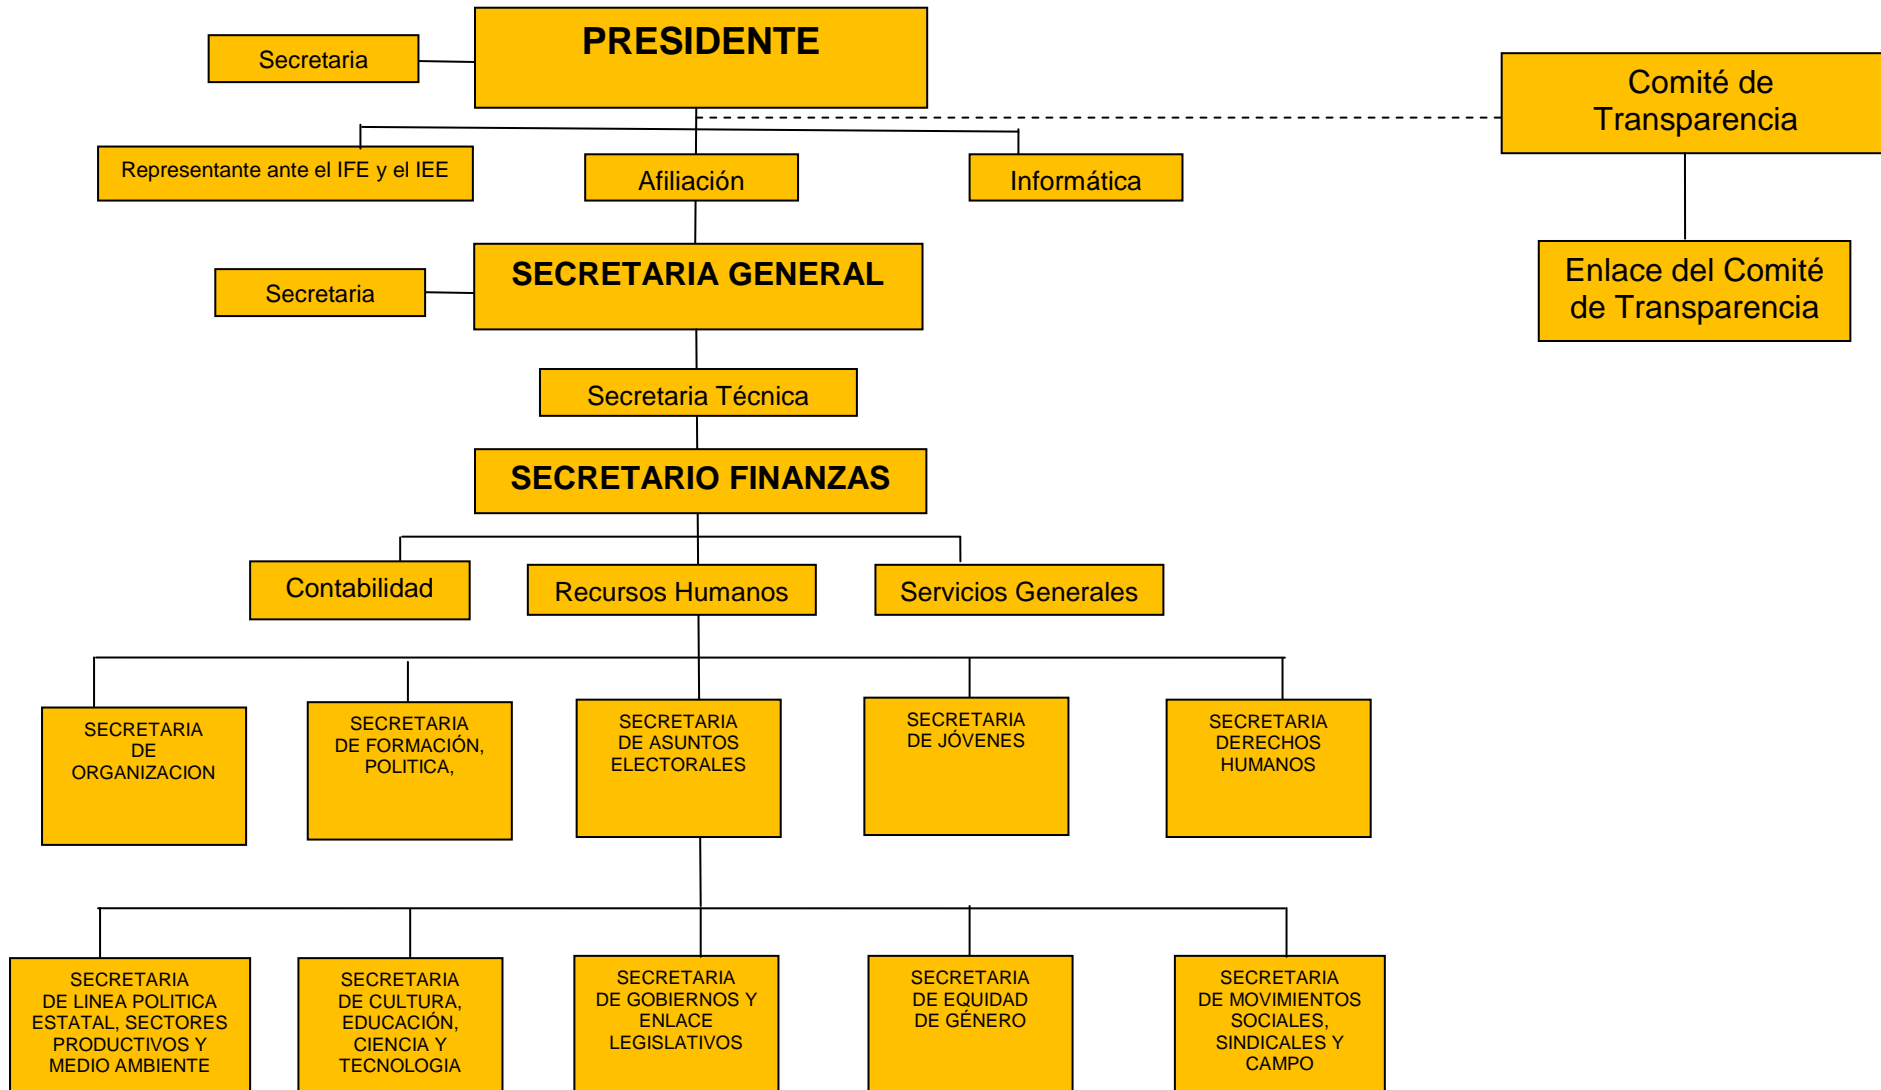 PRESIDENTE
Secretaria
Comité de
Transparencia
Representante ante el IFE y el IEE
Afiliación
Informática
SECRETARIA GENERAL
Secretaria
Enlace del Comité
de Transparencia
Secretaria Técnica
SECRETARIO FINANZAS
Contabilidad
Recursos Humanos
Servicios Generales
SECRETARIA
DE
ORGANIZACION
SECRETARIA
DE FORMACIÓN,
POLITICA,
SECRETARIA
DE ASUNTOS
ELECTORALES
SECRETARIA
DE JÓVENES
SECRETARIA
DERECHOS
HUMANOS
SECRETARIA
DE LINEA POLITICA
ESTATAL, SECTORES
PRODUCTIVOS Y
MEDIO AMBIENTE
SECRETARIA
DE CULTURA,
EDUCACIÓN,
CIENCIA Y
TECNOLOGIA
SECRETARIA
DE GOBIERNOS Y
ENLACE
LEGISLATIVOS
SECRETARIA
DE EQUIDAD
DE GÉNERO
SECRETARIA
DE MOVIMIENTOS
SOCIALES,
SINDICALES Y
CAMPO